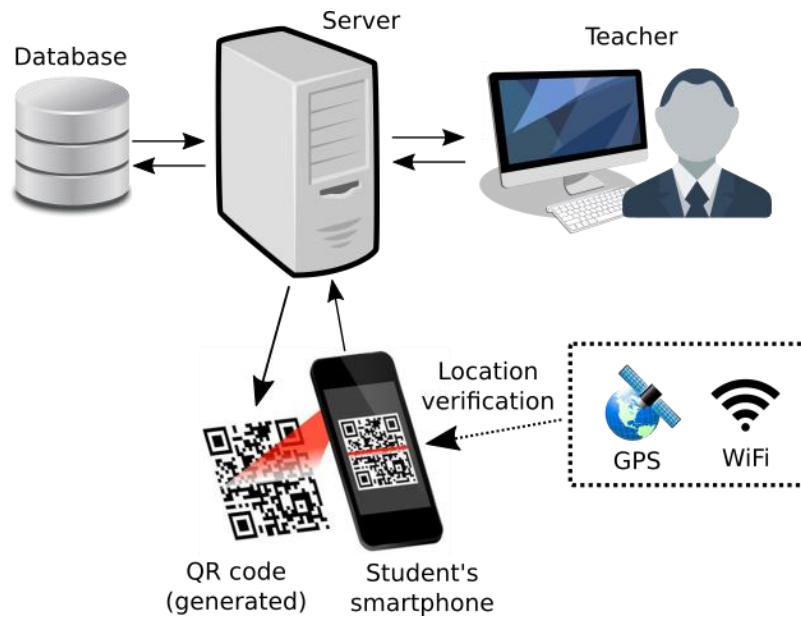 Server
Teacher
Database
Location
verification
GPS
WiFi
QR code
(generated)
Student's
smartphone